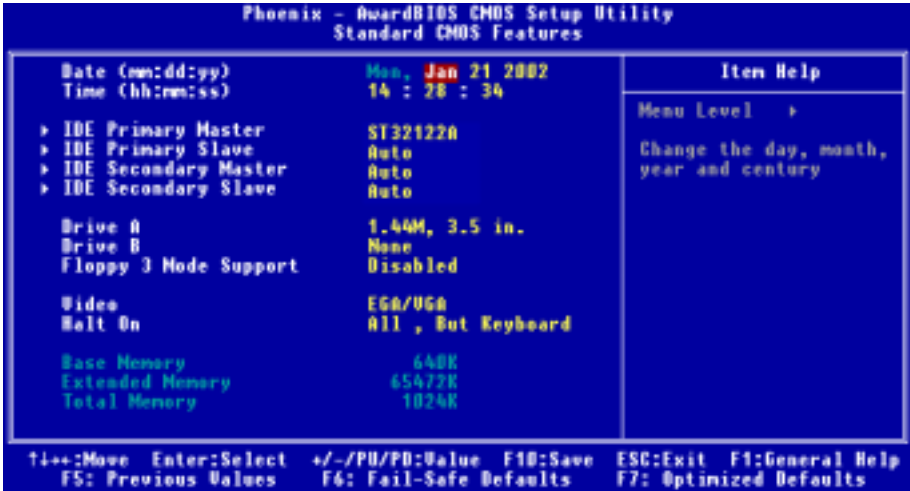 Phoenix - AwardBIOS CMOS Setup Utility
Standard CMOS Features
Date (mm:dd:yy) Mon, Jan 21 2002
Time (hh:mm:ss) 14 : 28 : 34
IDE Primary Master ST32122A
IDE Primary Slave Auto
IDE Secondary Master Auto
IDE Secondary Slave Auto
Drive A 1.44M, 3.5 in.
Drive B None
Floppy 3 Mode Support Disabled
Video EGA/VGA
Halt On All , But Keyboard
Base Memory 640K
Extended Memory 65472K
Total Memory 1024K
Item Help
Menu Level ▸
Change the day, month,
year and century
↑↓→←:Move Enter:Select +/-/PU/PD:Value F10:Save ESC:Exit F1:General Help
F5: Previous Values F6: Fail-Safe Defaults F7: Optimized Defaults